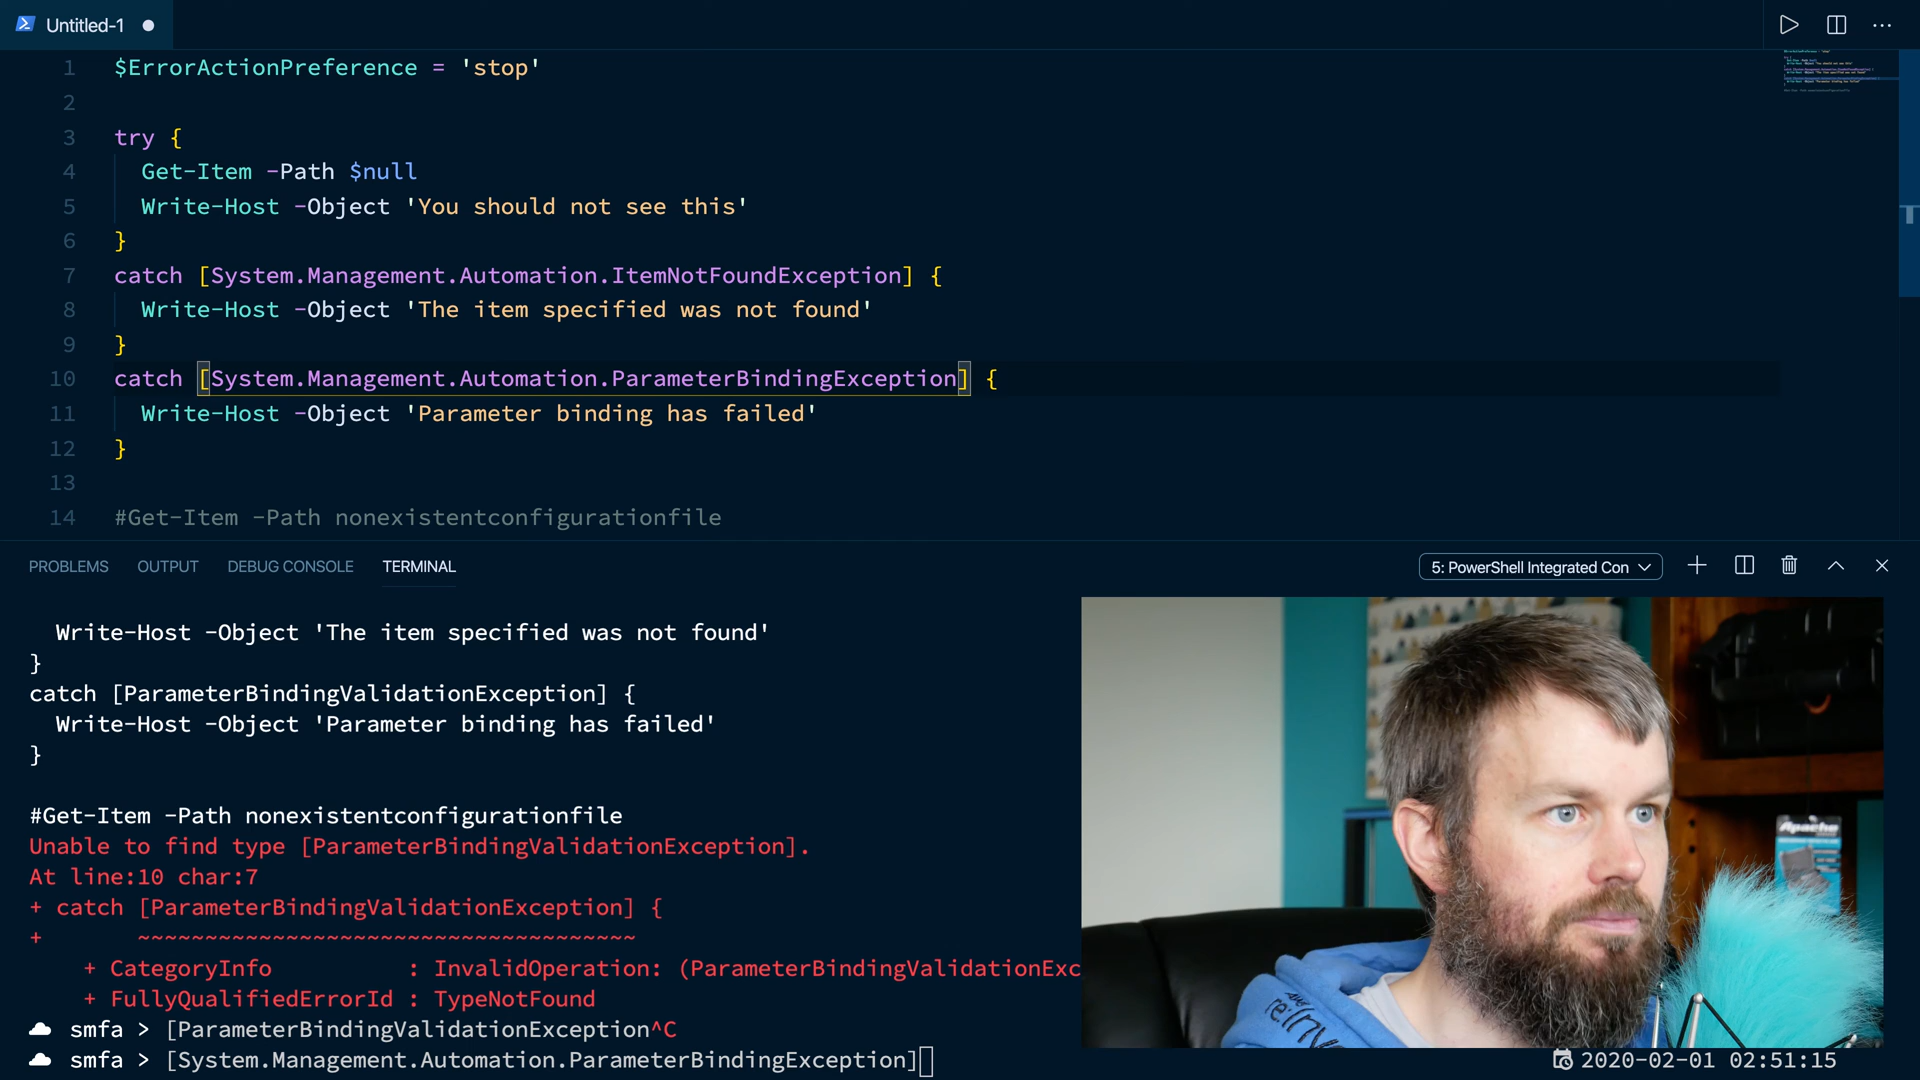 Untitled-1
1 $ErrorActionPreference = 'stop'
2
3 try {
4 Get-Item -Path $null
5 Write-Host -Object 'You should not see this'
6 }
7 catch [System.Management.Automation.ItemNotFoundException] {
8 Write-Host -Object 'The item specified was not found'
9 }
10 catch [System.Management.Automation.ParameterBindingException] {
11 Write-Host -Object 'Parameter binding has failed'
12 }
13
14 #Get-Item -Path nonexistentconfigurationfile
PROBLEMS OUTPUT DEBUG CONSOLE TERMINAL 5: PowerShell Integrated Con
Write-Host -Object 'The item specified was not found'
}
catch [ParameterBindingValidationException] {
Write-Host -Object 'Parameter binding has failed'
}
#Get-Item -Path nonexistentconfigurationfile
Unable to find type [ParameterBindingValidationException].
At line:10 char:7
+ catch [ParameterBindingValidationException] {
+ ~~~~~~~~~~~~~~~~~~~~~~~~~~~~~~~~~~~~~
+ CategoryInfo : InvalidOperation: (ParameterBindingValidationExc
+ FullyQualifiedErrorId : TypeNotFound
smfa > [ParameterBindingValidationException^C
smfa > [System.Management.Automation.ParameterBindingException]
Apache
re:Inv
2020-02-01 02:51:15